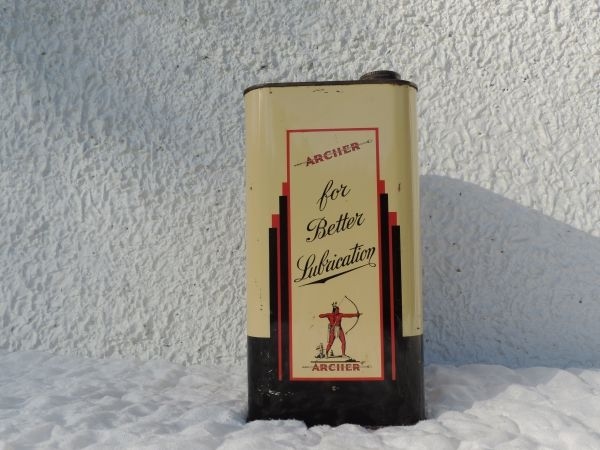 ARCHER
for
Better
Lubrication
ARCHER